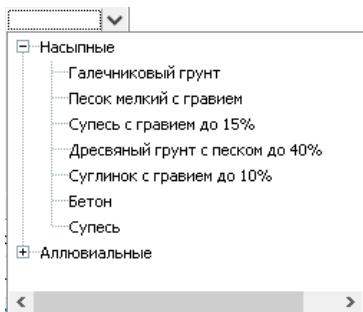 Насыпные
Галечниковый грунт
Песок мелкий с гравием
Супесь с гравием до 15%
Дресвяный грунт с песком до 40%
Суглинок с гравием до 10%
Бетон
Супесь
Аллювиальные